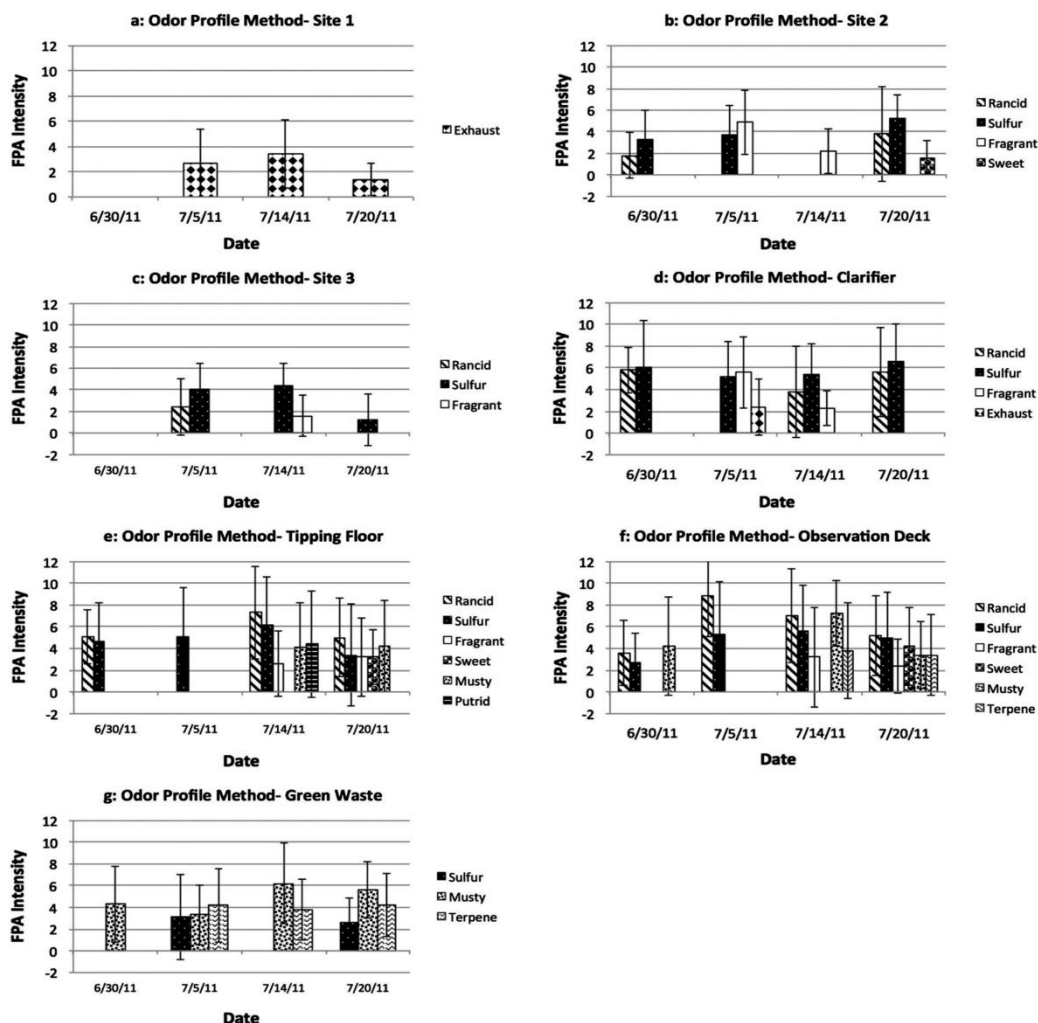 a: Odor Profile Method- Site 1
12
10
8
6
4
2
0
FPA Intensity
6/30/11 7/5/11 7/14/11 7/20/11
Date
Exhaust
b: Odor Profile Method- Site 2
12
10
8
6
4
2
0
-2
FPA Intensity
6/30/11 7/5/11 7/14/11 7/20/11
Date
Rancid
Sulfur
Fragrant
Sweet
c: Odor Profile Method- Site 3
12
10
8
6
4
2
0
-2
FPA Intensity
6/30/11 7/5/11 7/14/11 7/20/11
Date
Rancid
Sulfur
Fragrant
d: Odor Profile Method- Clarifier
12
10
8
6
4
2
0
-2
FPA Intensity
6/30/11 7/5/11 7/14/11 7/20/11
Date
Rancid
Sulfur
Fragrant
Exhaust
e: Odor Profile Method- Tipping Floor
12
10
8
6
4
2
0
-2
FPA Intensity
6/30/11 7/5/11 7/14/11 7/20/11
Date
Rancid
Sulfur
Fragrant
Sweet
Musty
Putrid
f: Odor Profile Method- Observation Deck
12
10
8
6
4
2
0
-2
FPA Intensity
6/30/11 7/5/11 7/14/11 7/20/11
Date
Rancid
Sulfur
Fragrant
Sweet
Musty
Terpene
g: Odor Profile Method- Green Waste
12
10
8
6
4
2
0
-2
FPA Intensity
6/30/11 7/5/11 7/14/11 7/20/11
Date
Sulfur
Musty
Terpene